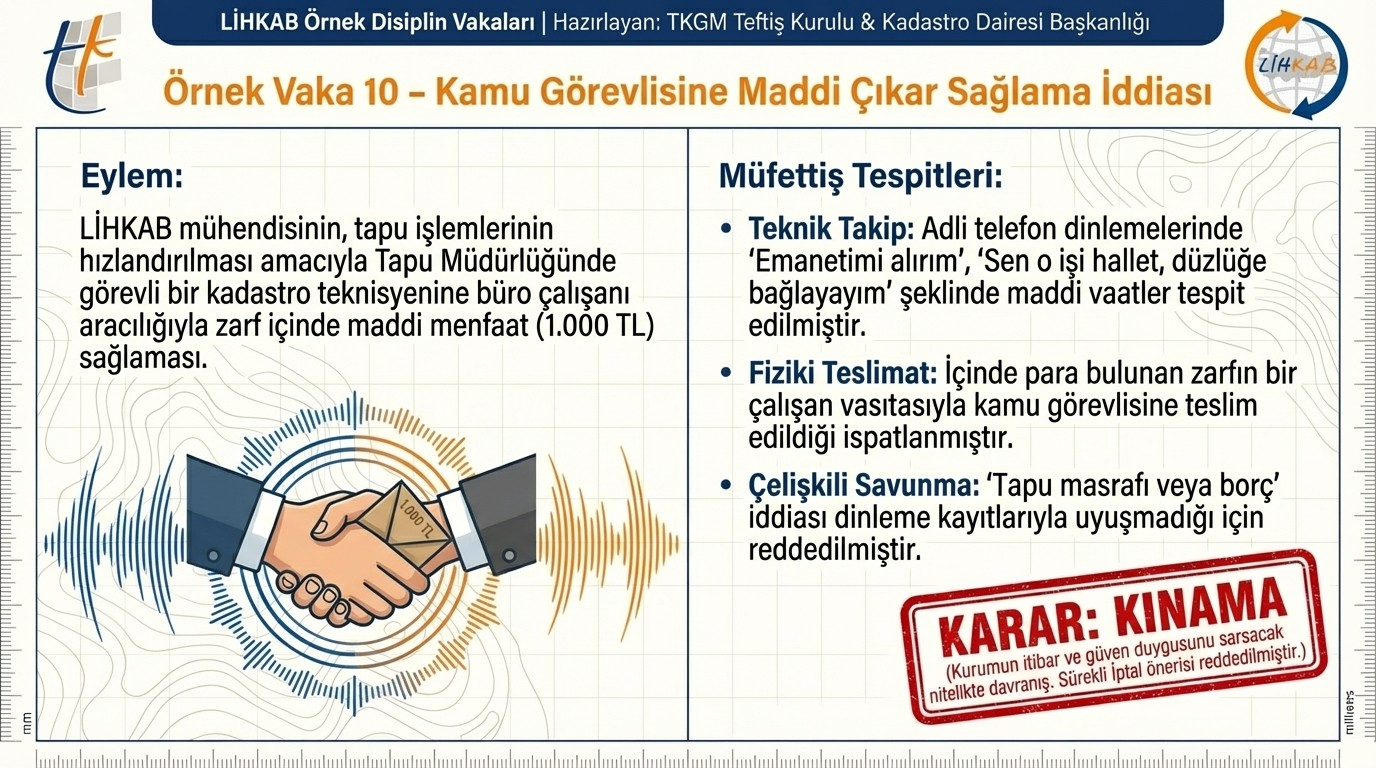 LİHKAB Örnek Disiplin Vakaları | Hazırlayan: TKGM Teftiş Kurulu & Kadastro Dairesi Başkanlığı
tk
LİHKAB
Örnek Vaka 10 – Kamu Görevlisine Maddi Çıkar Sağlama İddiası
Eylem:
LİHKAB mühendisinin, tapu işlemlerinin
hızlandırılması amacıyla Tapu Müdürlüğünde
görevli bir kadastro teknisyenine büro çalışanı
aracılığıyla zarf içinde maddi menfaat (1.000 TL)
sağlaması.
1.000 TL
Müfettiş Tespitleri:
• Teknik Takip: Adli telefon dinlemelerinde
‘Emanetimi alırım’, ‘Sen o işi hallet, düzlüğe
bağlayayım’ şeklinde maddi vaatler tespit
edilmiştir.
• Fiziki Teslimat: İçinde para bulunan zarfın bir
çalışan vasıtasıyla kamu görevlisine teslim
edildiği ispatlanmıştır.
• Çelişkili Savunma: ‘Tapu masrafı veya borç’
iddiası dinleme kayıtlarıyla uyuşmadığı için
reddedilmiştir.
KARAR: KINAMA
(Kurumun itibar ve güven duygusunu sarsacak
nitelikte davranış. Sürekli İptal önerisi reddedilmiştir.)
mm